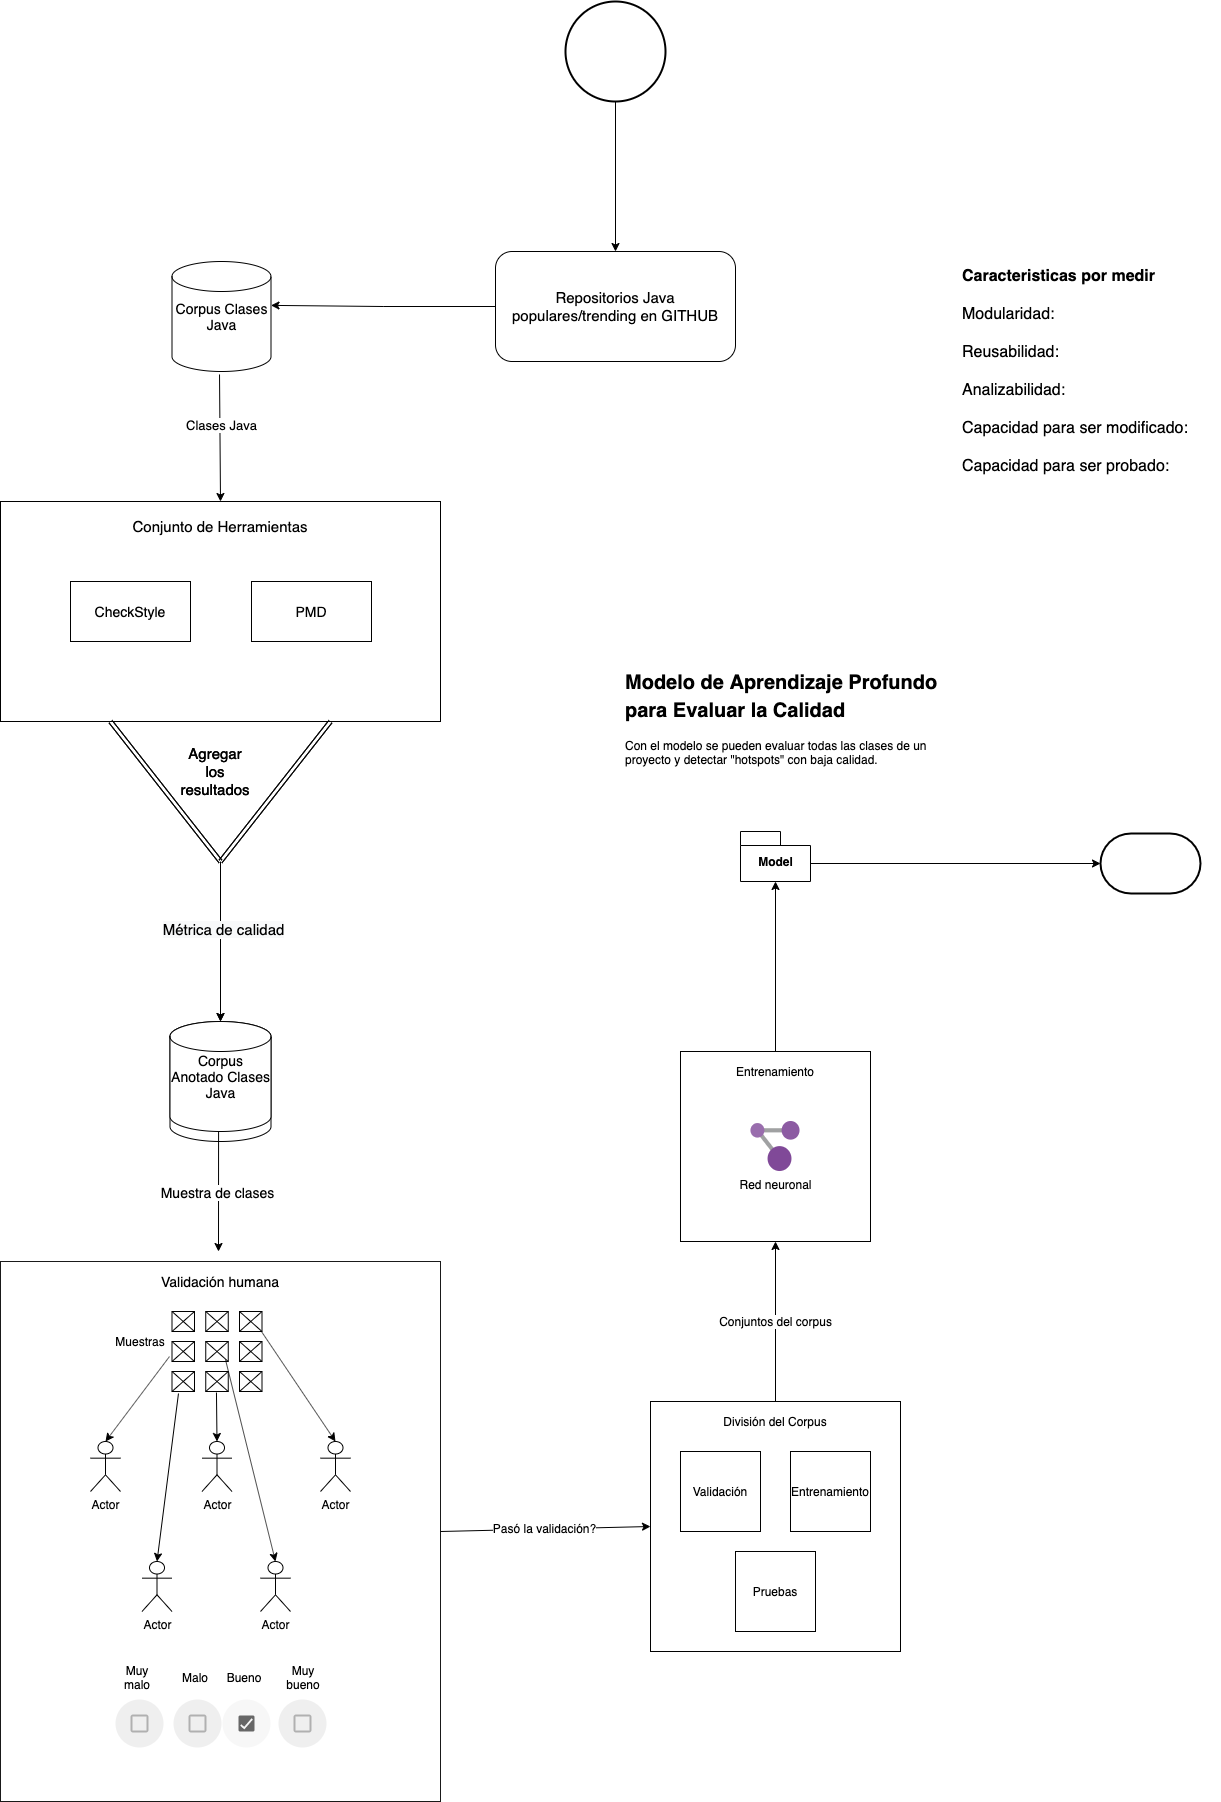 Repositorios Java
populares/trending en GITHUB
Corpus Clases
Java
Caracteristicas por medir
Modularidad:
Reusabilidad:
Analizabilidad:
Capacidad para ser modificado:
Capacidad para ser probado:
Clases Java
Conjunto de Herramientas
CheckStyle
PMD
Agregar
los
resultados
Métrica de calidad
Corpus
Anotado Clases
Java
Muestra de clases
Validación humana
Muestras
Actor
Actor
Actor
Actor
Actor
Muy
malo
Malo
Bueno
Muy
bueno
Pasó la validación?
División del Corpus
Validación
Entrenamiento
Pruebas
Conjuntos del corpus
Entrenamiento
Red neuronal
Model
Modelo de Aprendizaje Profundo
para Evaluar la Calidad
Con el modelo se pueden evaluar todas las clases de un
proyecto y detectar "hotspots" con baja calidad.